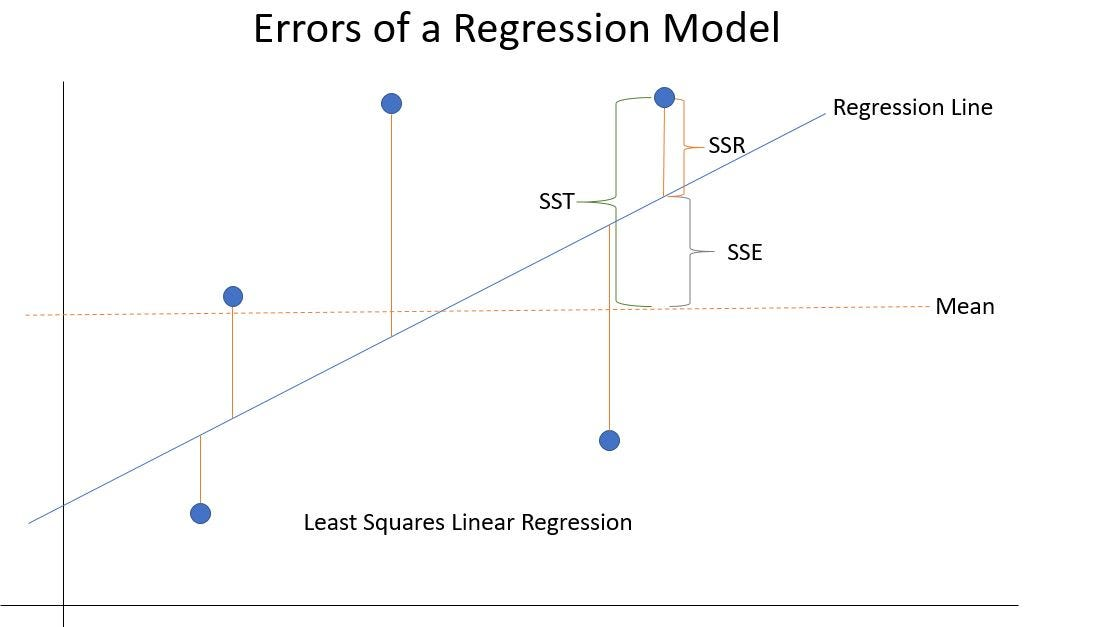 Errors of a Regression Model
Regression Line
SSR
SST
SSE
Mean
Least Squares Linear Regression